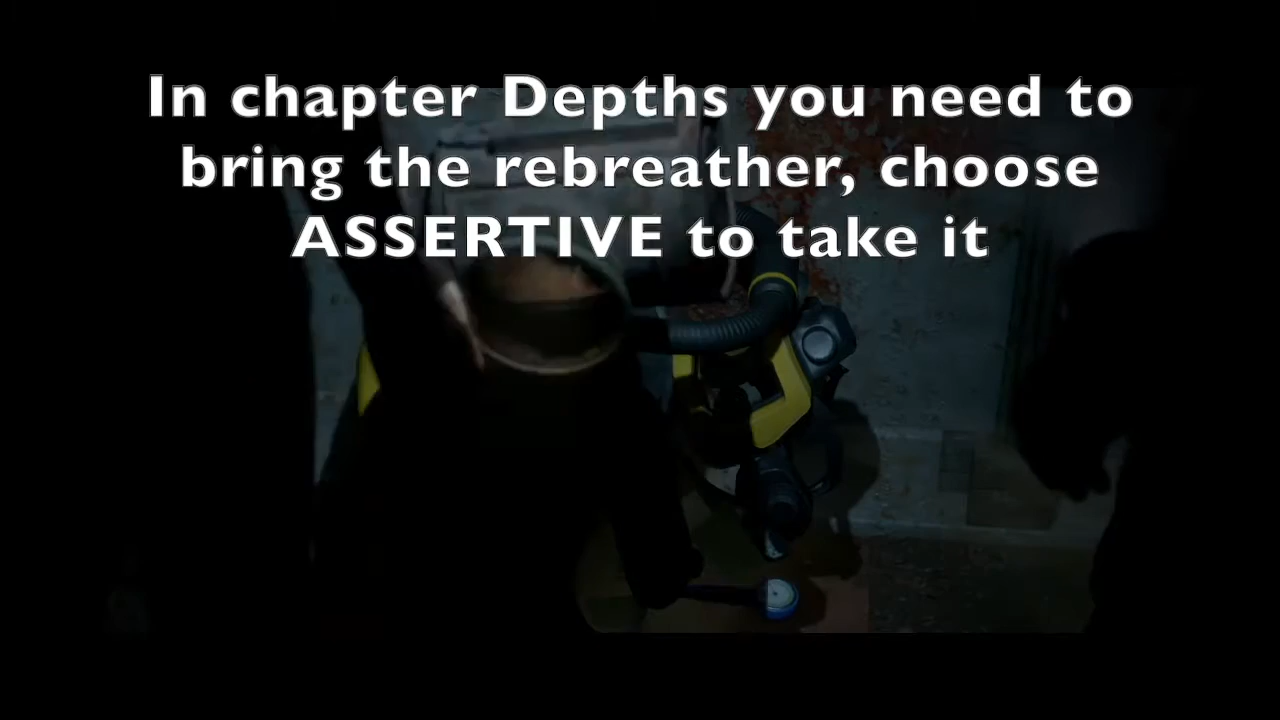 In chapter Depths you need to
bring the rebreather, choose
ASSERTIVE to take it